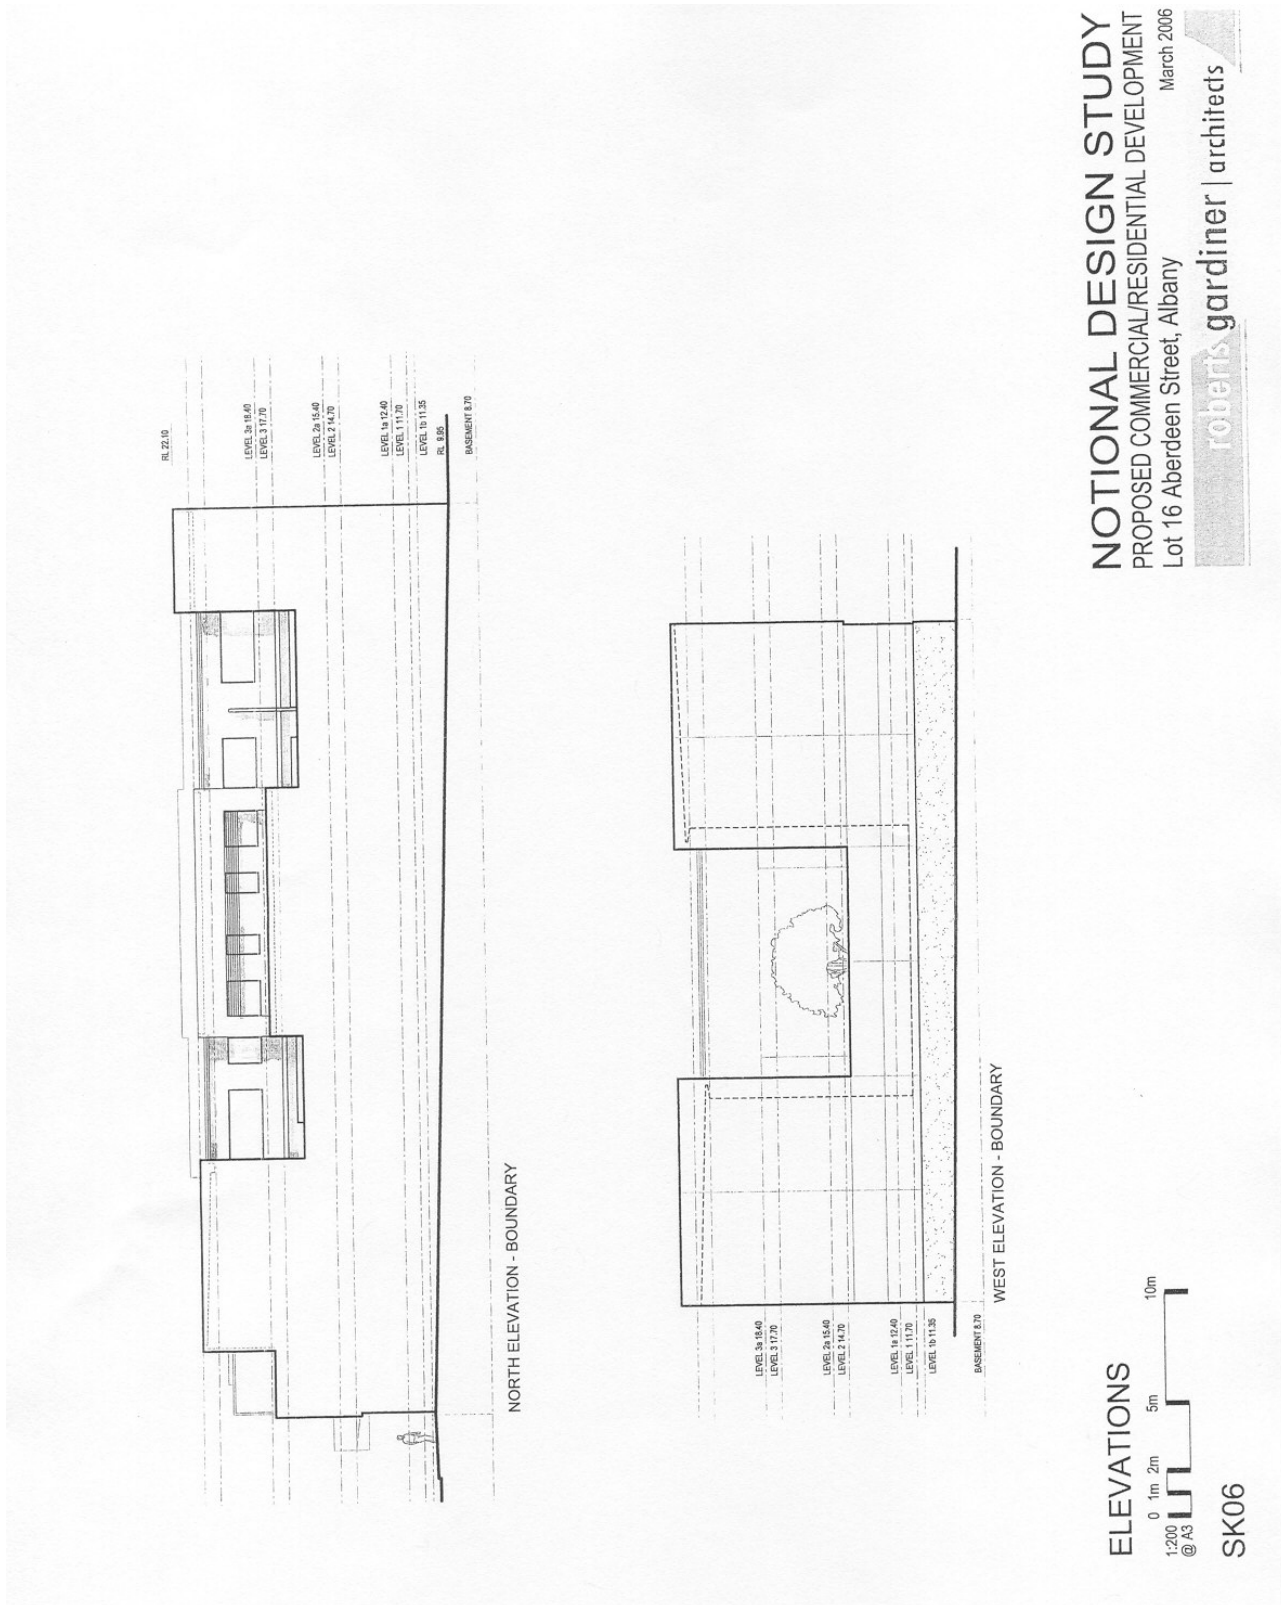 RL 22.10
LEVEL 3a 18.40
LEVEL 3 17.70
LEVEL 2a 15.40
LEVEL 2 14.70
LEVEL 1a 12.40
LEVEL 1 11.70
LEVEL 1b 11.35
RL 9.95
BASEMENT 8.70
NORTH ELEVATION - BOUNDARY
LEVEL 3a 18.40
LEVEL 3 17.70
LEVEL 2a 15.40
LEVEL 2 14.70
LEVEL 1a 12.40
LEVEL 1 11.70
LEVEL 1b 11.35
BASEMENT 8.70
WEST ELEVATION - BOUNDARY
ELEVATIONS
0 1m 2m 5m 10m
1:200
@ A3
SK06
NOTIONAL DESIGN STUDY
PROPOSED COMMERCIAL/RESIDENTIAL DEVELOPMENT
Lot 16 Aberdeen Street, Albany March 2006
roberts gardiner | architects